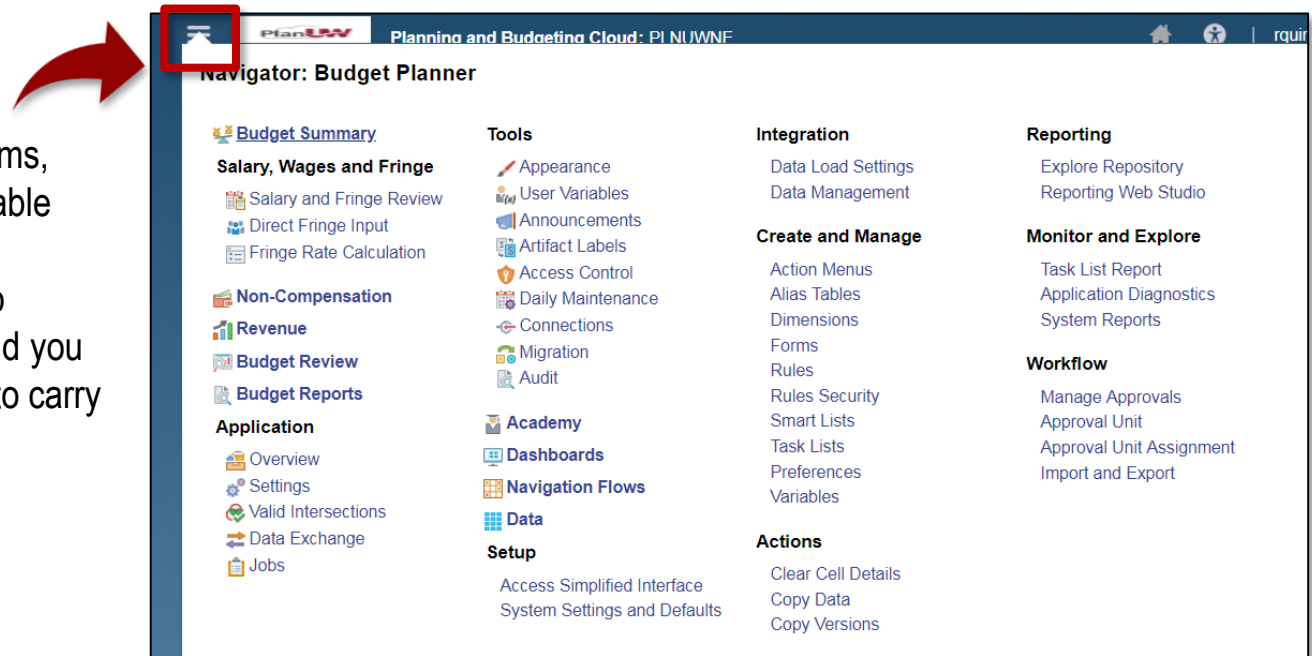 PlanUW
Planning and Budgeting Cloud: PLNUWNF
rquir
Navigator: Budget Planner
ms,
able
o
d you
to carry
Budget Summary
Salary, Wages and Fringe
Salary and Fringe Review
Direct Fringe Input
Fringe Rate Calculation
Non-Compensation
Revenue
Budget Review
Budget Reports
Application
Overview
Settings
Valid Intersections
Data Exchange
Jobs
Tools
Appearance
User Variables
Announcements
Artifact Labels
Access Control
Daily Maintenance
Connections
Migration
Audit
Academy
Dashboards
Navigation Flows
Data
Setup
Access Simplified Interface
System Settings and Defaults
Integration
Data Load Settings
Data Management
Create and Manage
Action Menus
Alias Tables
Dimensions
Forms
Rules
Rules Security
Smart Lists
Task Lists
Preferences
Variables
Actions
Clear Cell Details
Copy Data
Copy Versions
Reporting
Explore Repository
Reporting Web Studio
Monitor and Explore
Task List Report
Application Diagnostics
System Reports
Workflow
Manage Approvals
Approval Unit
Approval Unit Assignment
Import and Export